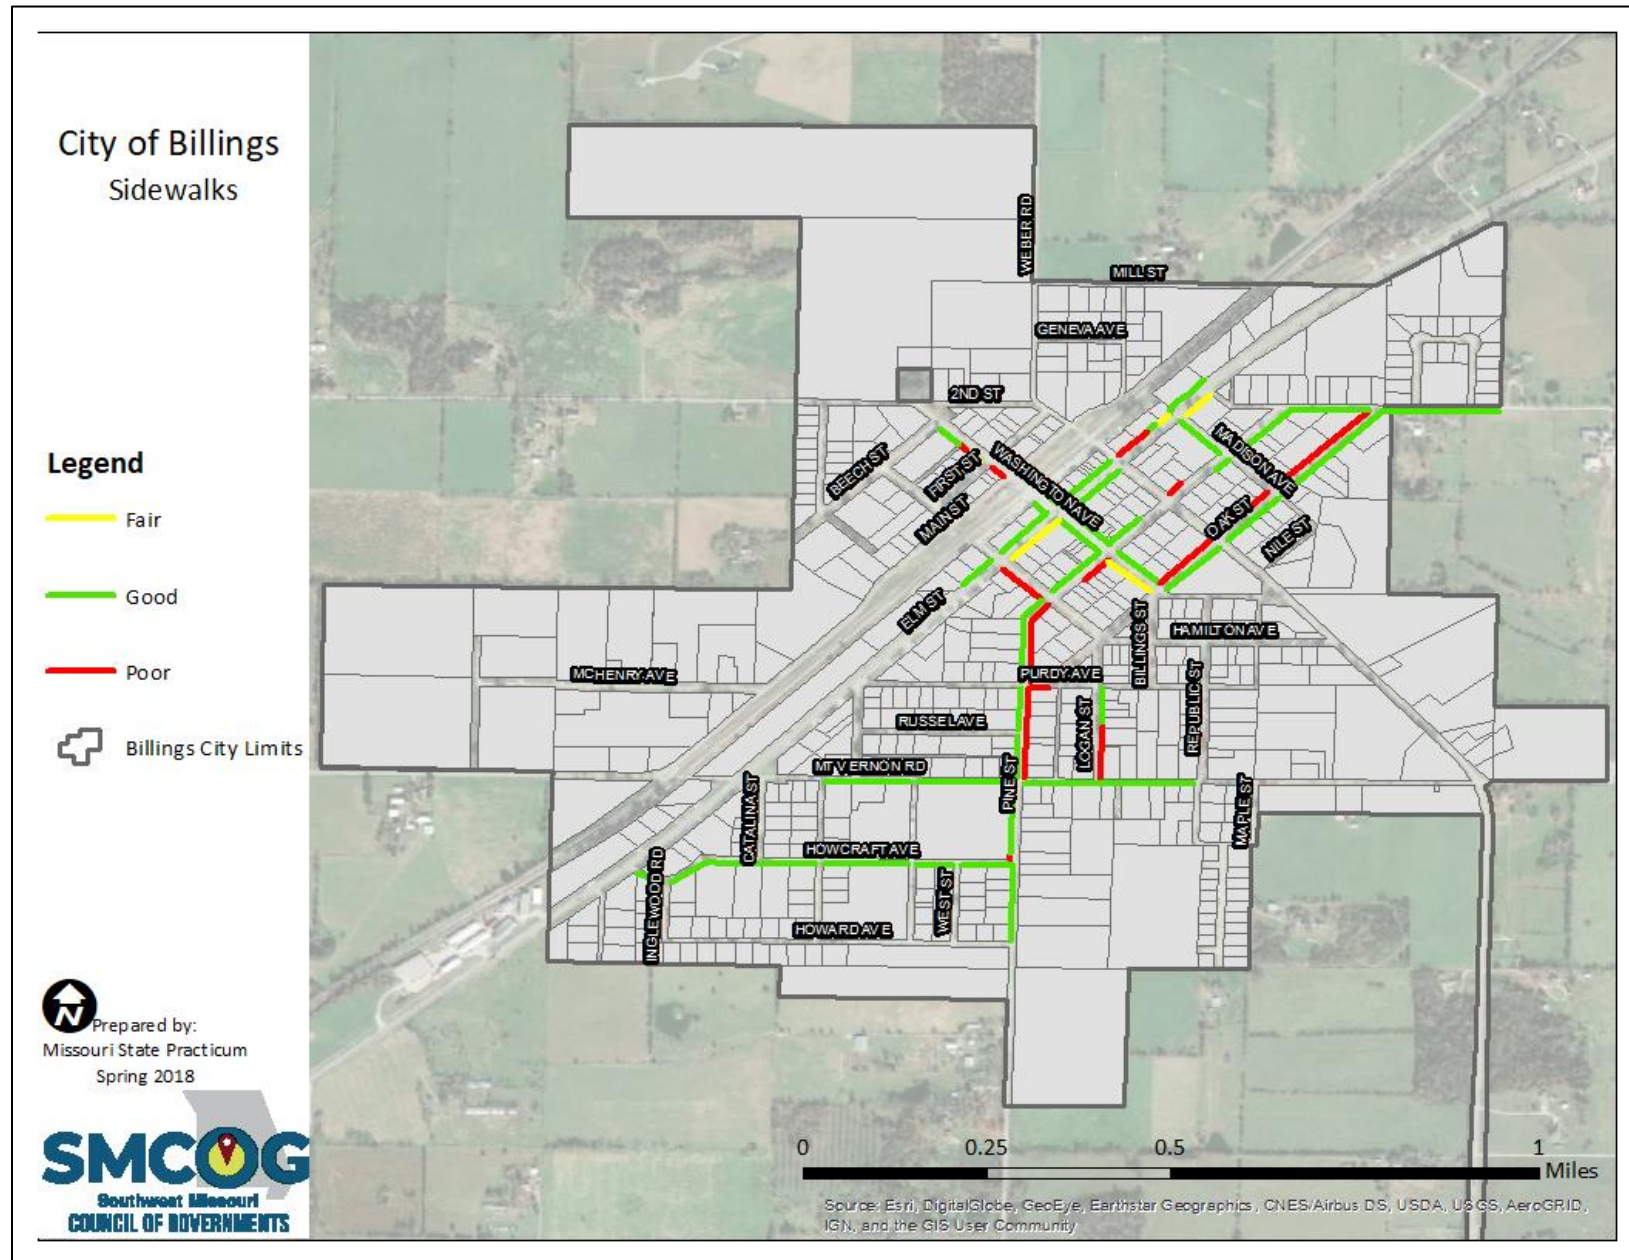 City of Billings
Sidewalks
Legend
Fair
Good
Poor
Billings City Limits
N
Prepared by:
Missouri State Practicum
Spring 2018
SMCOG
Southwest Missouri
COUNCIL OF GOVERNMENTS
WEBER RD
MILL ST
GENEVA AVE
2ND ST
BEECH ST
FIRST ST
MAIN ST
WASHINGTON AVE
MADISON AVE
OAK ST
NILE ST
ELM ST
BILLINGS ST
HAMILTON AVE
MCHENRY AVE
PURDY AVE
REPUBLIC ST
RUSSEL AVE
LOGAN ST
MT VERNON RD
PINE ST
CATALINA ST
MAPLE ST
HOWCRAFT AVE
INGLEWOOD RD
WEST ST
HOWARD AVE
0 0.25 0.5 1
Miles
Source: Esri, DigitalGlobe, GeoEye, Earthstar Geographics, CNES/Airbus DS, USDA, USGS, AeroGRID,
IGN, and the GIS User Community